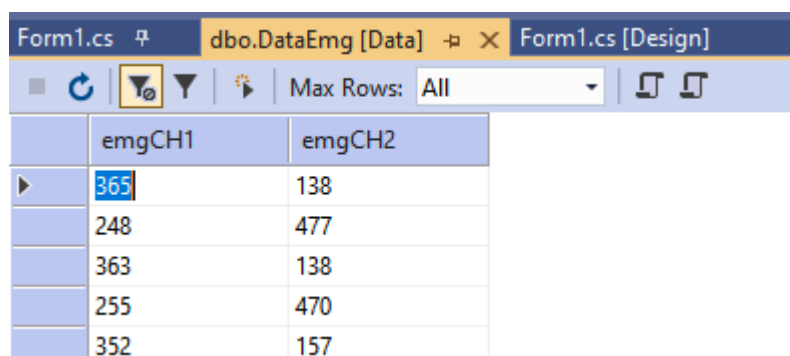 Form1.cs dbo.DataEmg [Data] Form1.cs [Design]
Max Rows: All
emgCH1 emgCH2
365 138
248 477
363 138
255 470
352 157